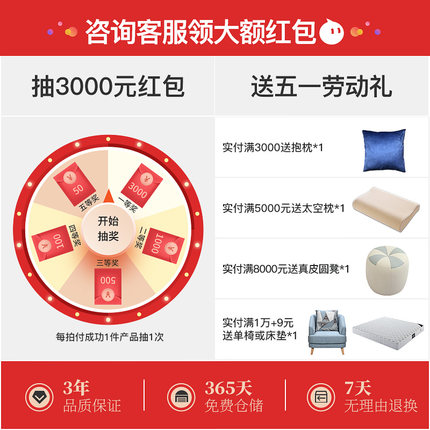 咨询客服领大额红包
抽3000元红包
送五一劳动礼
一等奖
3000
二等奖
1000
三等奖
500
四等奖
100
五等奖
50
开始
抽奖
每拍付成功1件产品抽1次
实付满3000送抱枕*1
实付满5000元送太空枕*1
实付满8000元送真皮圆凳*1
实付满1万+9元
送单椅或床垫*1
3年
品质保证
365天
免费仓储
7天
无理由退换